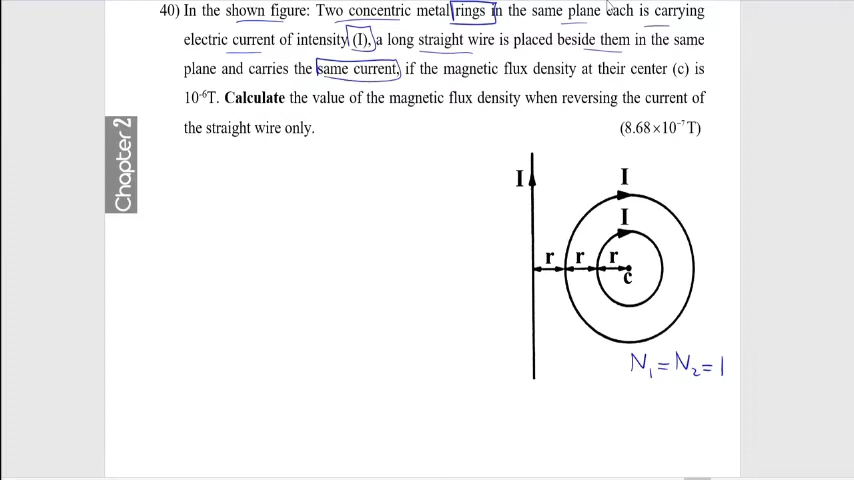 40) In the shown figure: Two concentric metal rings in the same plane each is carrying
electric current of intensity (I), a long straight wire is placed beside them in the same
plane and carries the same current, if the magnetic flux density at their center (c) is
10⁻⁶T. Calculate the value of the magnetic flux density when reversing the current of
the straight wire only. (8.68×10⁻⁷ T)
Chapter 2
I
I
I
r r r
c
N₁ = N₂ = 1